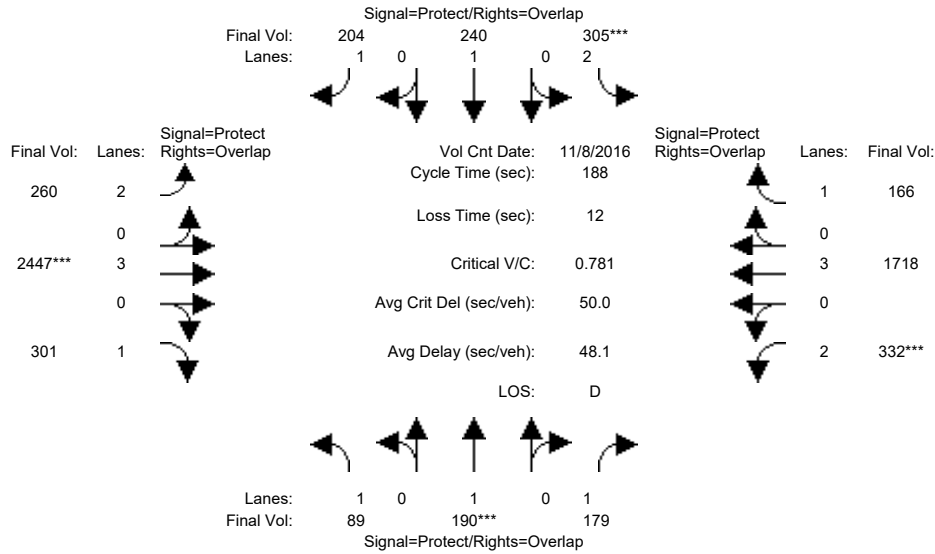 Signal=Protect/Rights=Overlap
Final Vol: 204 240 305***
Lanes: 1 0 1 0 2
Signal=Protect Signal=Protect
Final Vol: Lanes: Rights=Overlap Vol Cnt Date: 11/8/2016 Rights=Overlap Lanes: Final Vol:
Cycle Time (sec): 188
260 2 1 166
Loss Time (sec): 12
0 0
2447*** 3 Critical V/C: 0.781 3 1718
0 Avg Crit Del (sec/veh): 50.0 0
301 1 Avg Delay (sec/veh): 48.1 2 332***
LOS: D
Lanes: 1 0 1 0 1
Final Vol: 89 190*** 179
Signal=Protect/Rights=Overlap